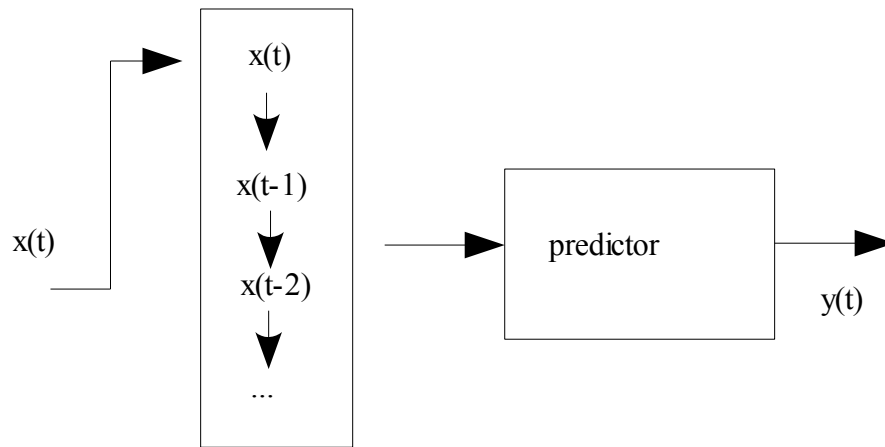 x(t)
x(t)
x(t-1)
x(t-2)
...
predictor
y(t)